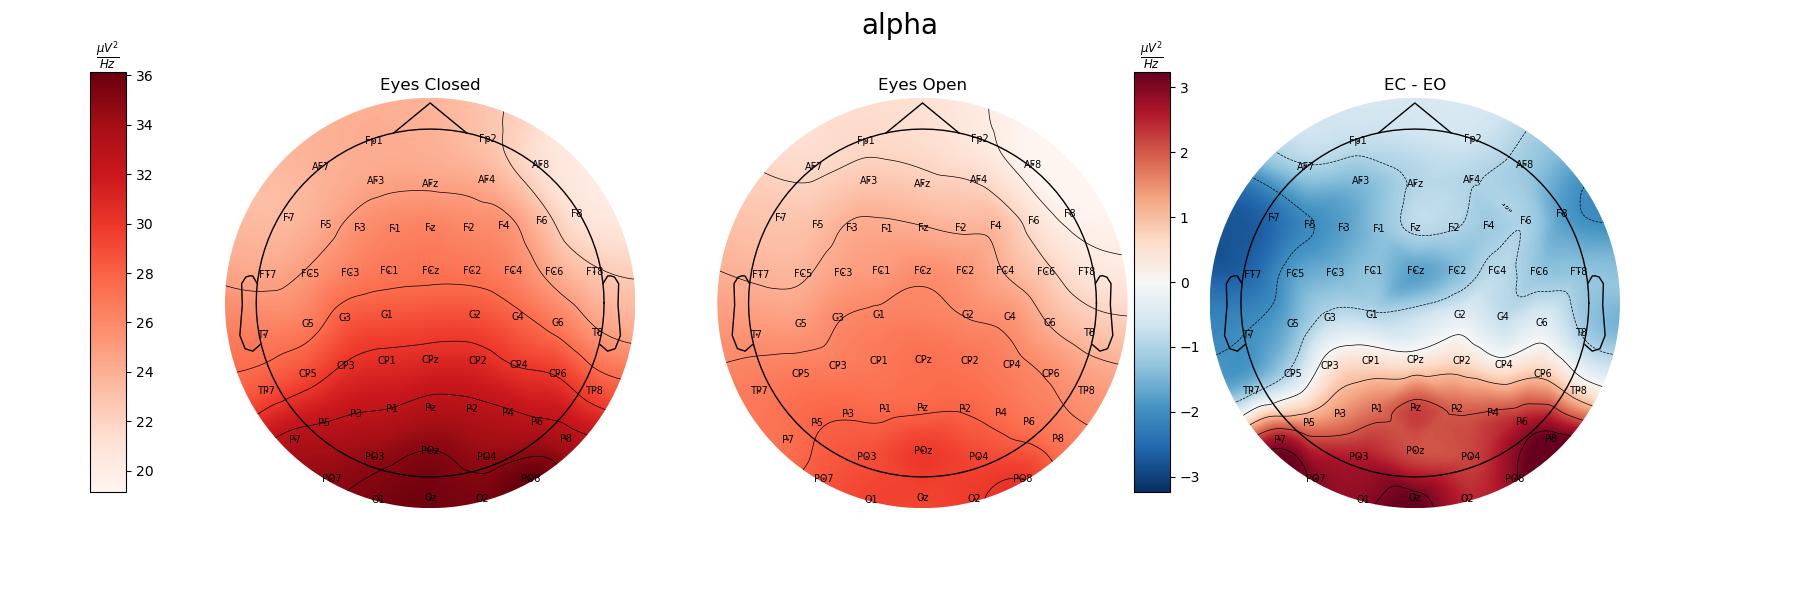 alpha
μV²
Hz
36
34
32
30
28
26
24
22
20
Eyes Closed
Fp1 Fp2
AF7 AF8
AF3 AFz AF4
F7 F5 F3 F1 Fz F2 F4 F6 F8
FT7 FC5 FC3 FC1 FCz FC2 FC4 FC6 FT8
T7 C5 C3 C1 C2 C4 C6 T8
TP7 CP5 CP3 CP1 CPz CP2 CP4 CP6 TP8
P7 P5 P3 P1 Pz P2 P4 P6 P8
PO7 PO3 POz PO4 PO8
O1 Oz O2
Eyes Open
Fp1 Fp2
AF7 AF8
AF3 AFz AF4
F7 F5 F3 F1 Fz F2 F4 F6 F8
FT7 FC5 FC3 FC1 FCz FC2 FC4 FC6 FT8
T7 C5 C3 C1 C2 C4 C6 T8
TP7 CP5 CP3 CP1 CPz CP2 CP4 CP6 TP8
P7 P5 P3 P1 Pz P2 P4 P6 P8
PO7 PO3 POz PO4 PO8
O1 Oz O2
μV²
Hz
3
2
1
0
−1
−2
−3
EC - EO
Fp1 Fp2
AF7 AF8
AF3 AFz AF4
F7 F5 F3 F1 Fz F2 F4 F6 F8
FT7 FC5 FC3 FC1 FCz FC2 FC4 FC6 FT8
T7 C5 C3 C1 C2 C4 C6 T8
TP7 CP5 CP3 CP1 CPz CP2 CP4 CP6 TP8
P7 P5 P3 P1 Pz P2 P4 P6 P8
PO7 PO3 POz PO4 PO8
O1 Oz O2